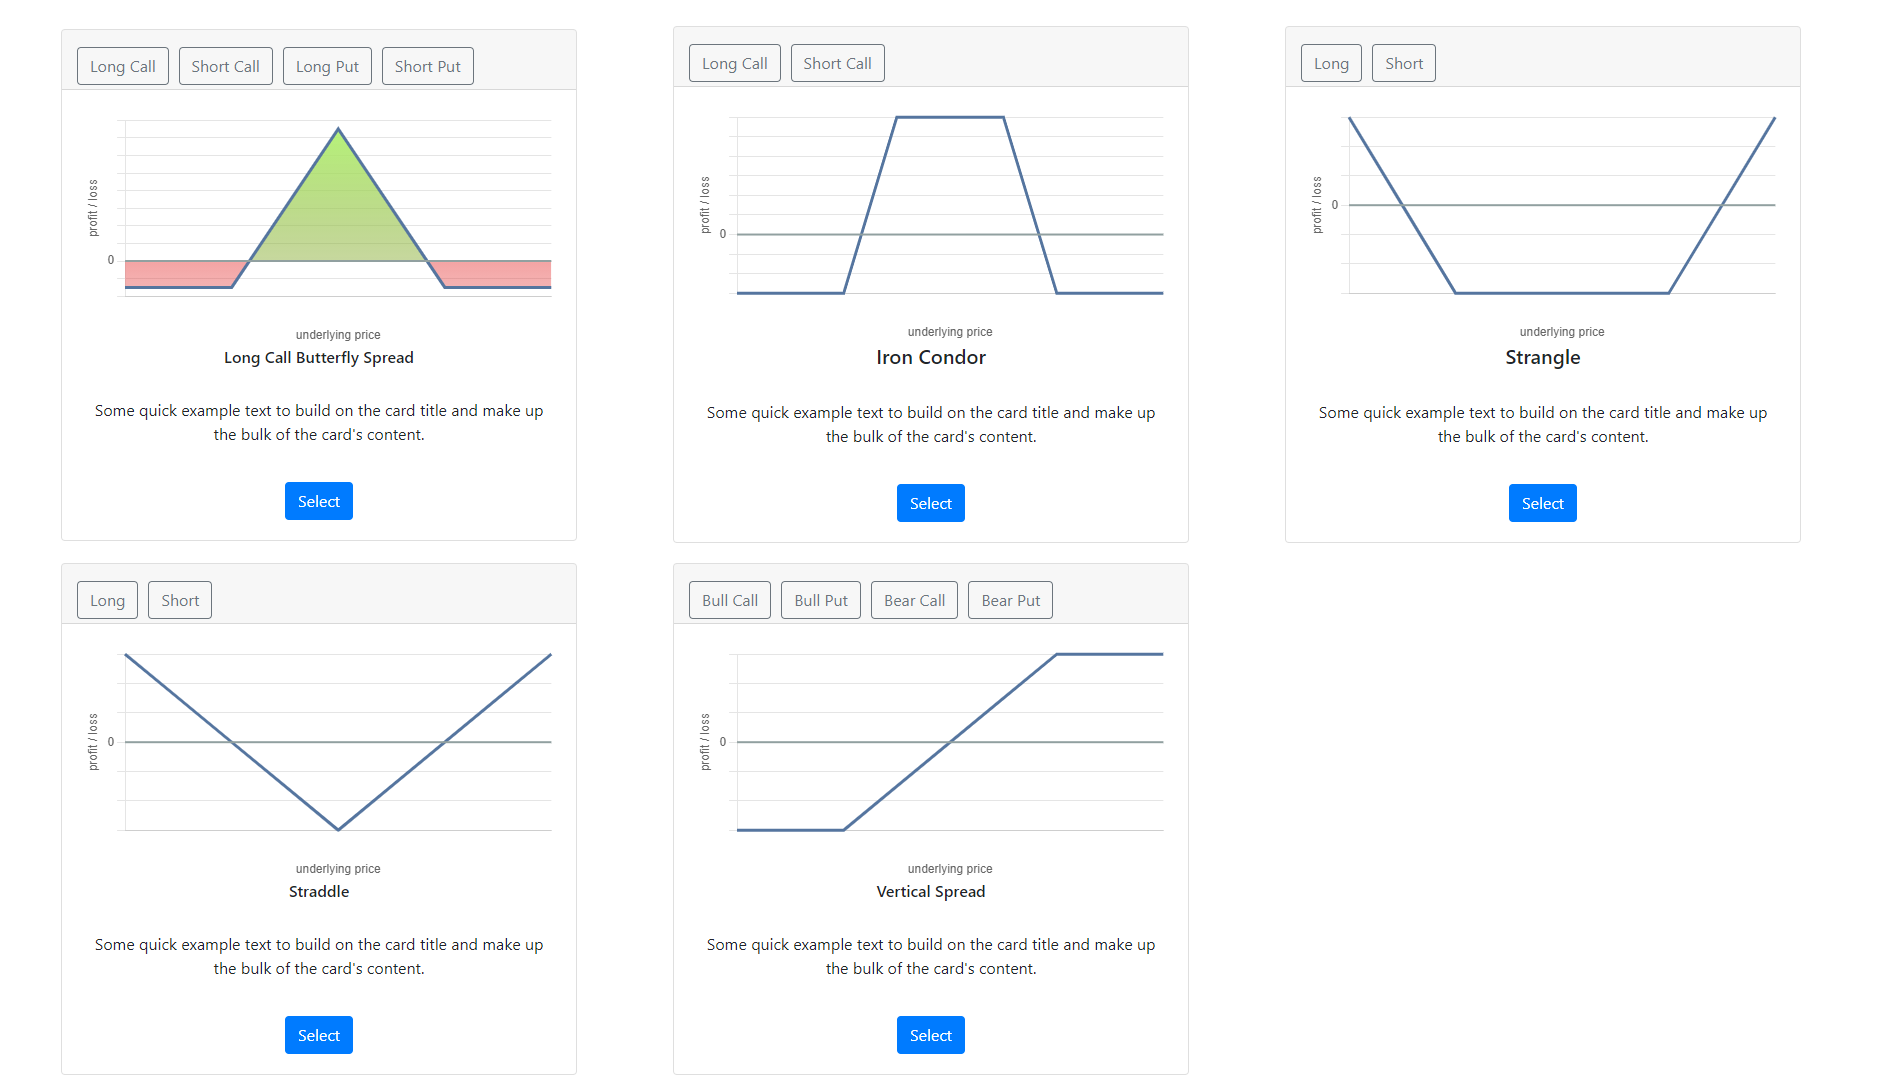 Long Call Short Call Long Put Short Put
profit / loss
0
underlying price
Long Call Butterfly Spread
Some quick example text to build on the card title and make up
the bulk of the card's content.
Select
Long Call Short Call
profit / loss
0
underlying price
Iron Condor
Some quick example text to build on the card title and make up
the bulk of the card's content.
Select
Long Short
profit / loss
0
underlying price
Strangle
Some quick example text to build on the card title and make up
the bulk of the card's content.
Select
Long Short
profit / loss
0
underlying price
Straddle
Some quick example text to build on the card title and make up
the bulk of the card's content.
Select
Bull Call Bull Put Bear Call Bear Put
profit / loss
0
underlying price
Vertical Spread
Some quick example text to build on the card title and make up
the bulk of the card's content.
Select